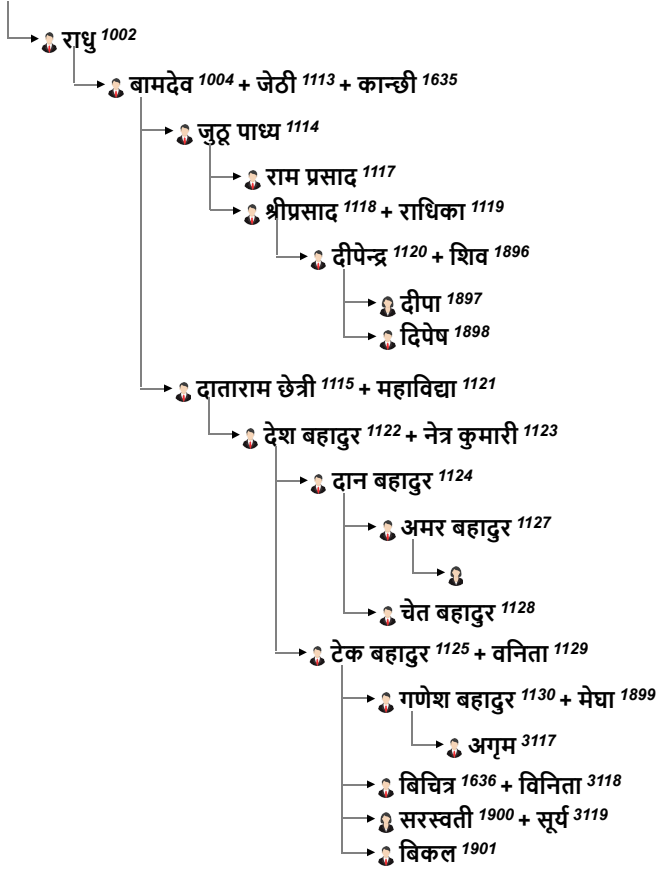 राधु 1002
बामदेव 1004 + जेठी 1113 + कान्छी 1635
जुठू पाध्य 1114
राम प्रसाद 1117
श्रीप्रसाद 1118 + राधिका 1119
दीपेन्द्र 1120 + शिव 1896
दीपा 1897
दिपेष 1898
दाताराम छेत्री 1115 + महाविद्या 1121
देश बहादुर 1122 + नेत्र कुमारी 1123
दान बहादुर 1124
अमर बहादुर 1127
चेत बहादुर 1128
टेक बहादुर 1125 + वनिता 1129
गणेश बहादुर 1130 + मेघा 1899
अगृम 3117
बिचित्र 1636 + विनिता 3118
सरस्वती 1900 + सूर्य 3119
बिकल 1901